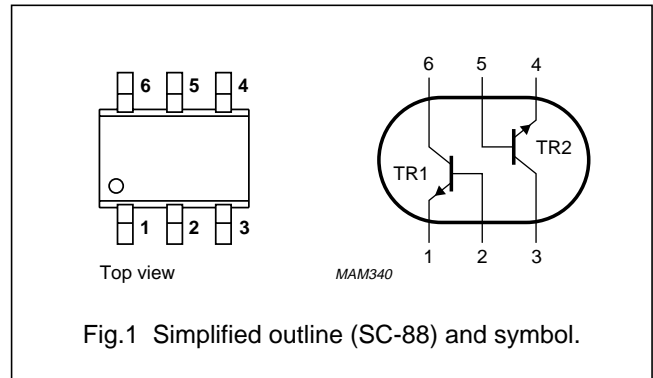 6 5 4
1 2 3
Top view
6 5 4
TR1
TR2
1 2 3
MAM340
Fig.1 Simplified outline (SC-88) and symbol.